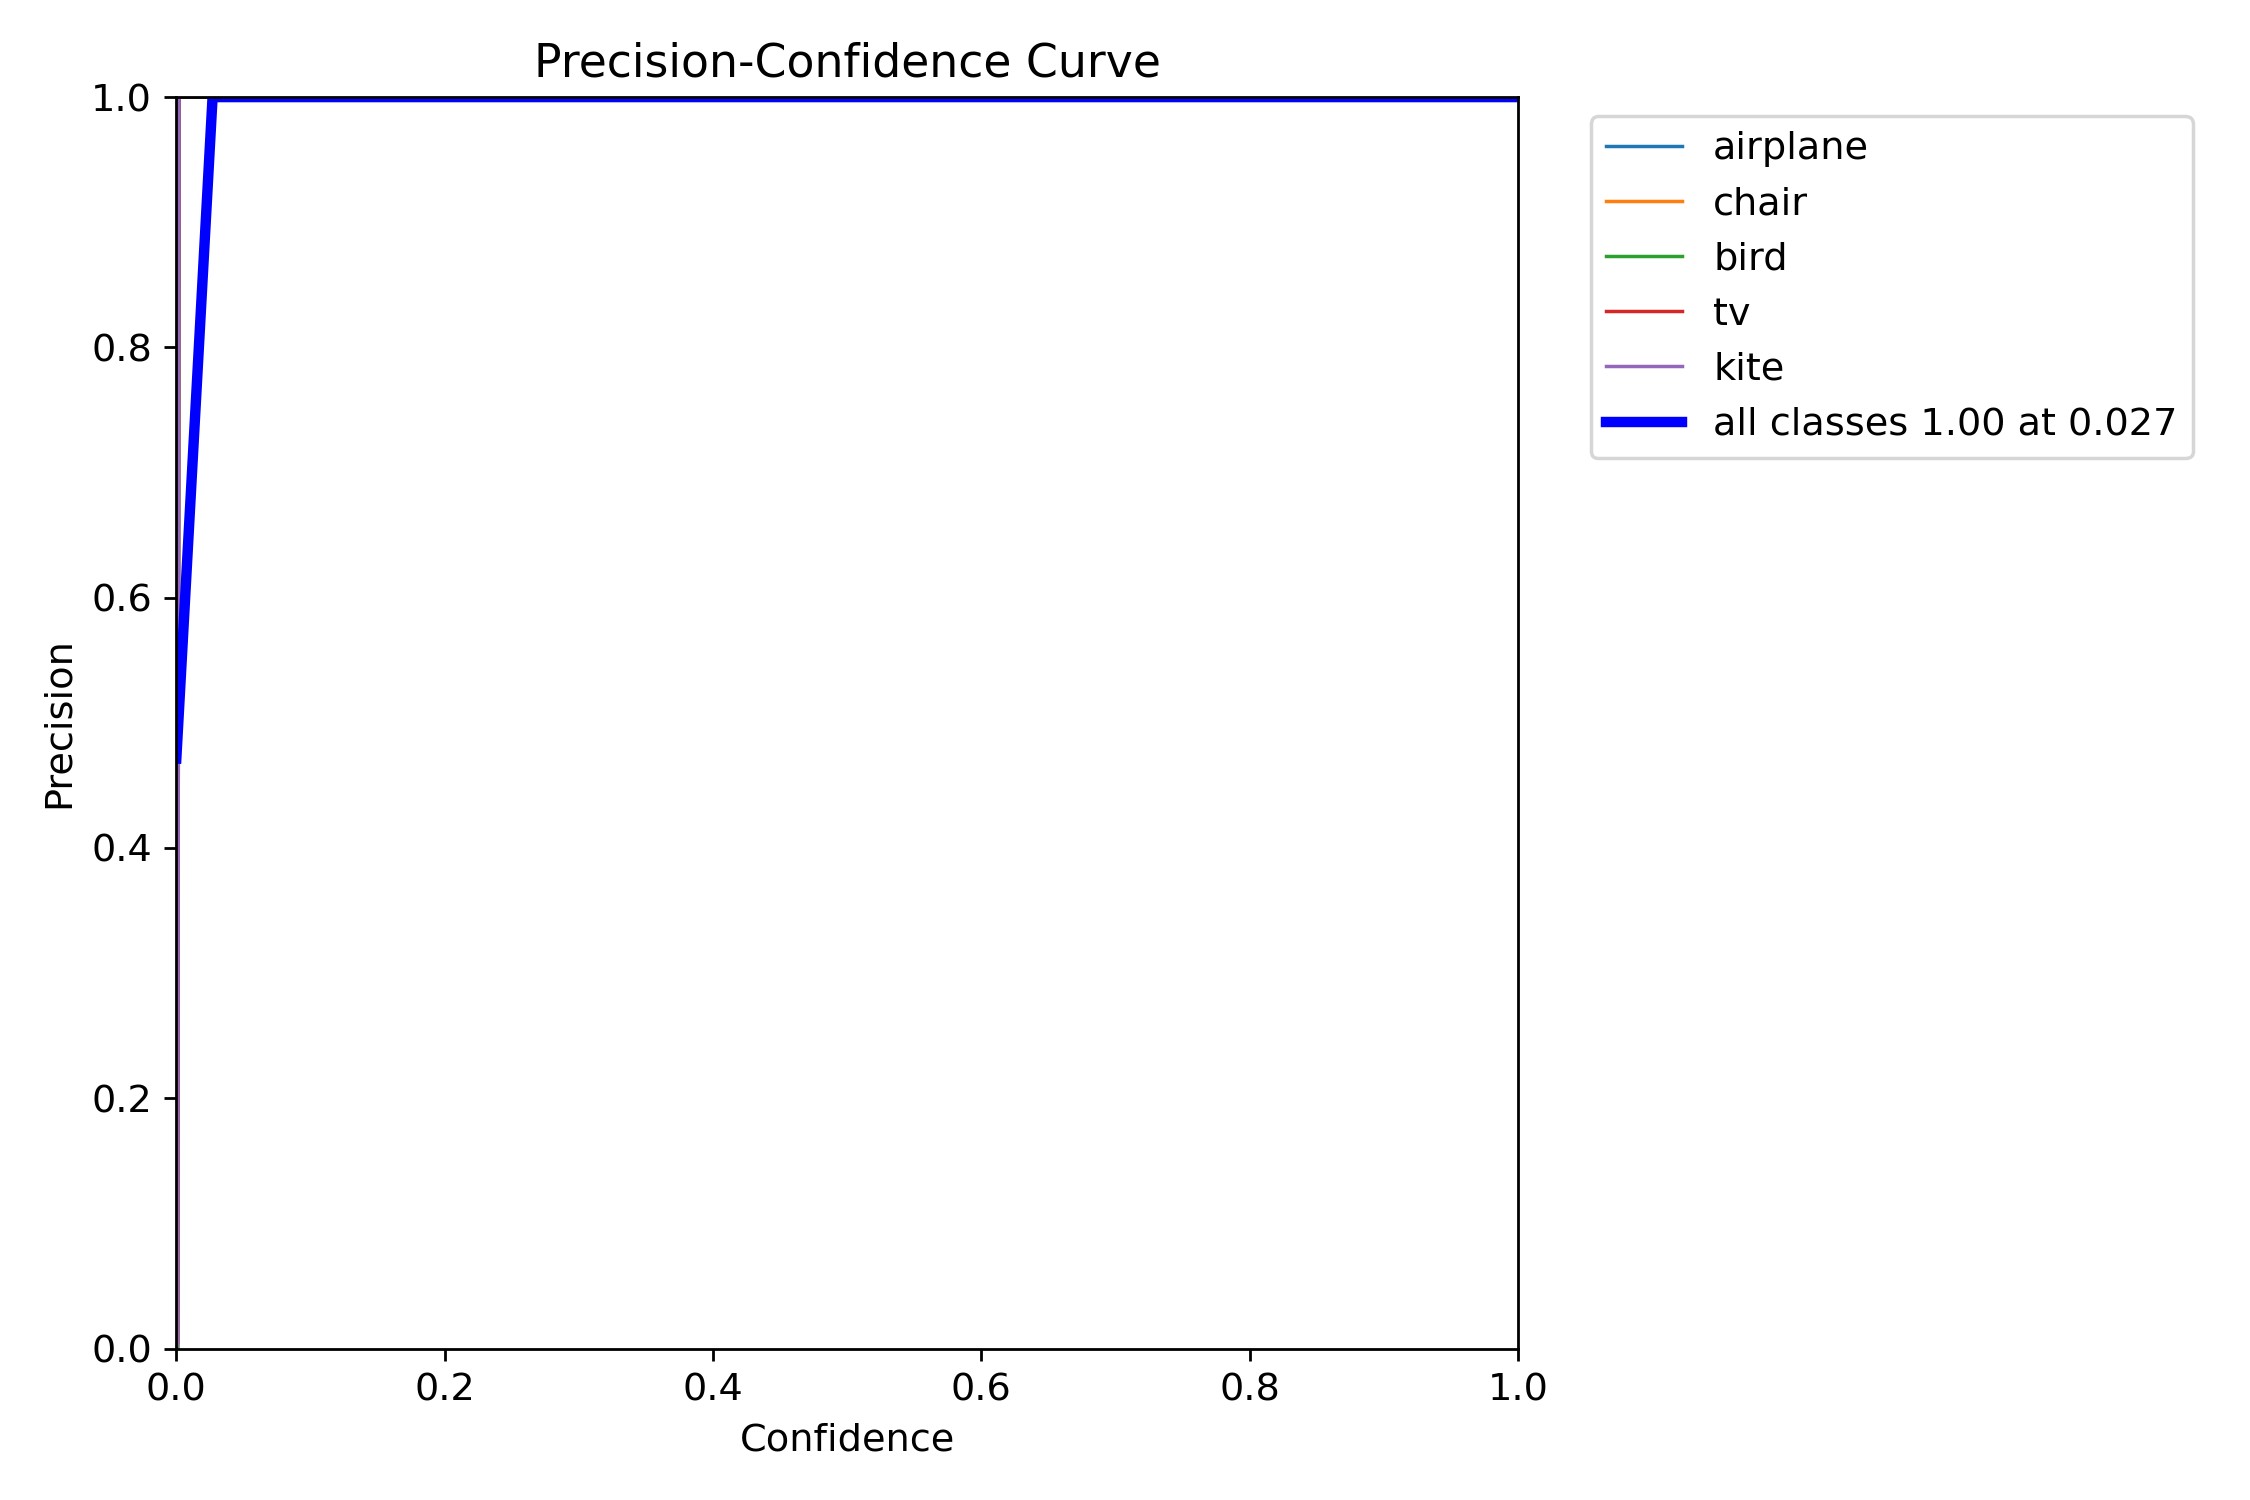 Precision-Confidence Curve
1.0
0.8
0.6
0.4
0.2
0.0
Precision
0.0 0.2 0.4 0.6 0.8 1.0
Confidence
airplane
chair
bird
tv
kite
all classes 1.00 at 0.027